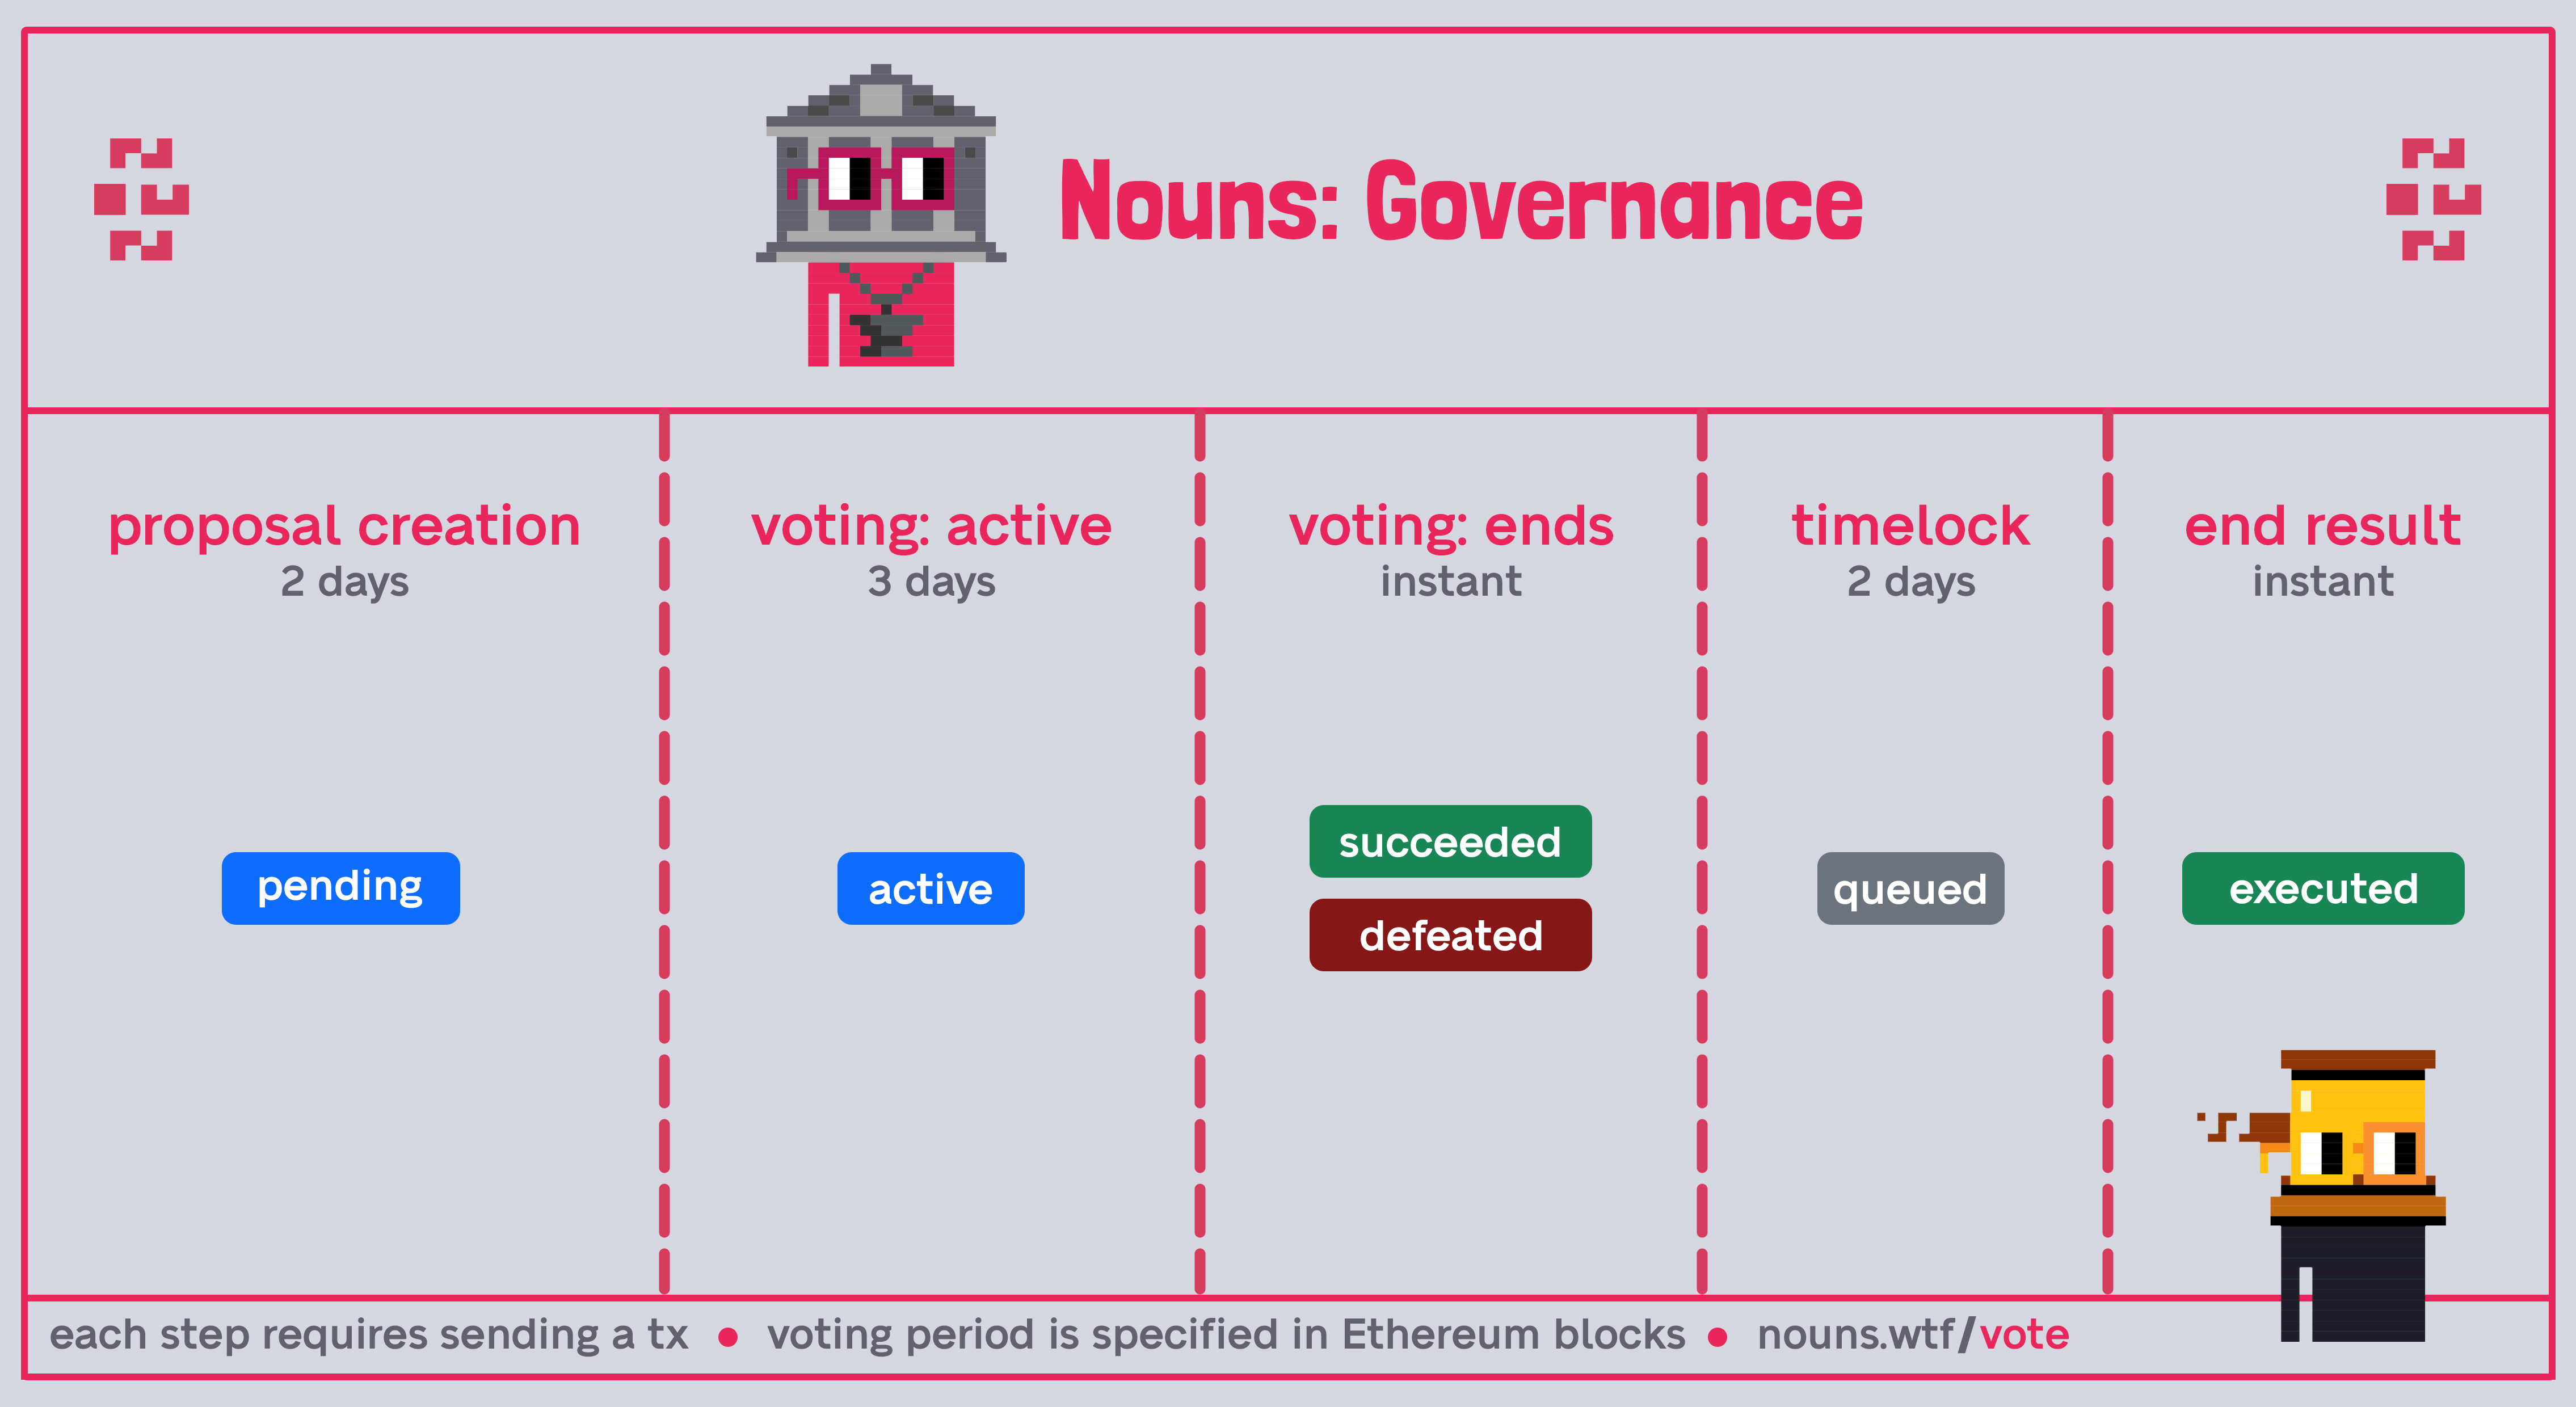 Nouns: Governance
proposal creation
2 days
pending
voting: active
3 days
active
voting: ends
instant
succeeded
defeated
timelock
2 days
queued
end result
instant
executed
each step requires sending a tx • voting period is specified in Ethereum blocks • nouns.wtf/vote